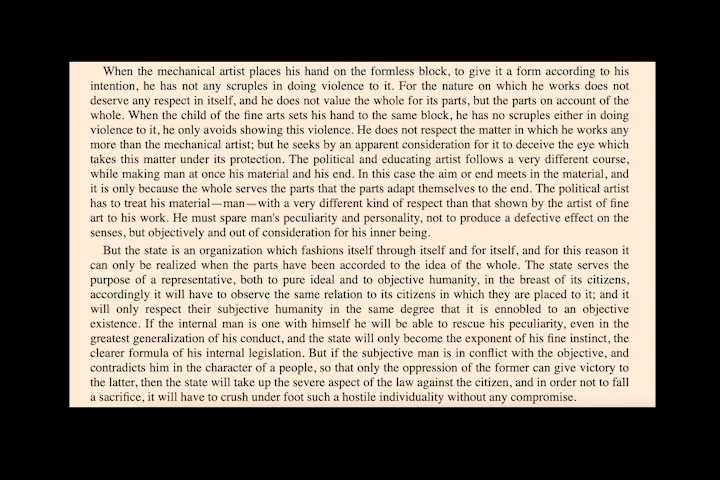 When the mechanical artist places his hand on the formless block, to give it a form according to his
intention, he has not any scruples in doing violence to it. For the nature on which he works does not
deserve any respect in itself, and he does not value the whole for its parts, but the parts on account of the
whole. When the child of the fine arts sets his hand to the same block, he has no scruples either in doing
violence to it, he only avoids showing this violence. He does not respect the matter in which he works any
more than the mechanical artist; but he seeks by an apparent consideration for it to deceive the eye which
takes this matter under its protection. The political and educating artist follows a very different course,
while making man at once his material and his end. In this case the aim or end meets in the material, and
it is only because the whole serves the parts that the parts adapt themselves to the end. The political artist
has to treat his material—man—with a very different kind of respect than that shown by the artist of fine
art to his work. He must spare man's peculiarity and personality, not to produce a defective effect on the
senses, but objectively and out of consideration for his inner being.
But the state is an organization which fashions itself through itself and for itself, and for this reason it
can only be realized when the parts have been accorded to the idea of the whole. The state serves the
purpose of a representative, both to pure ideal and to objective humanity, in the breast of its citizens,
accordingly it will have to observe the same relation to its citizens in which they are placed to it; and it
will only respect their subjective humanity in the same degree that it is ennobled to an objective
existence. If the internal man is one with himself he will be able to rescue his peculiarity, even in the
greatest generalization of his conduct, and the state will only become the exponent of his fine instinct, the
clearer formula of his internal legislation. But if the subjective man is in conflict with the objective, and
contradicts him in the character of a people, so that only the oppression of the former can give victory to
the latter, then the state will take up the severe aspect of the law against the citizen, and in order not to fall
a sacrifice, it will have to crush under foot such a hostile individuality without any compromise.